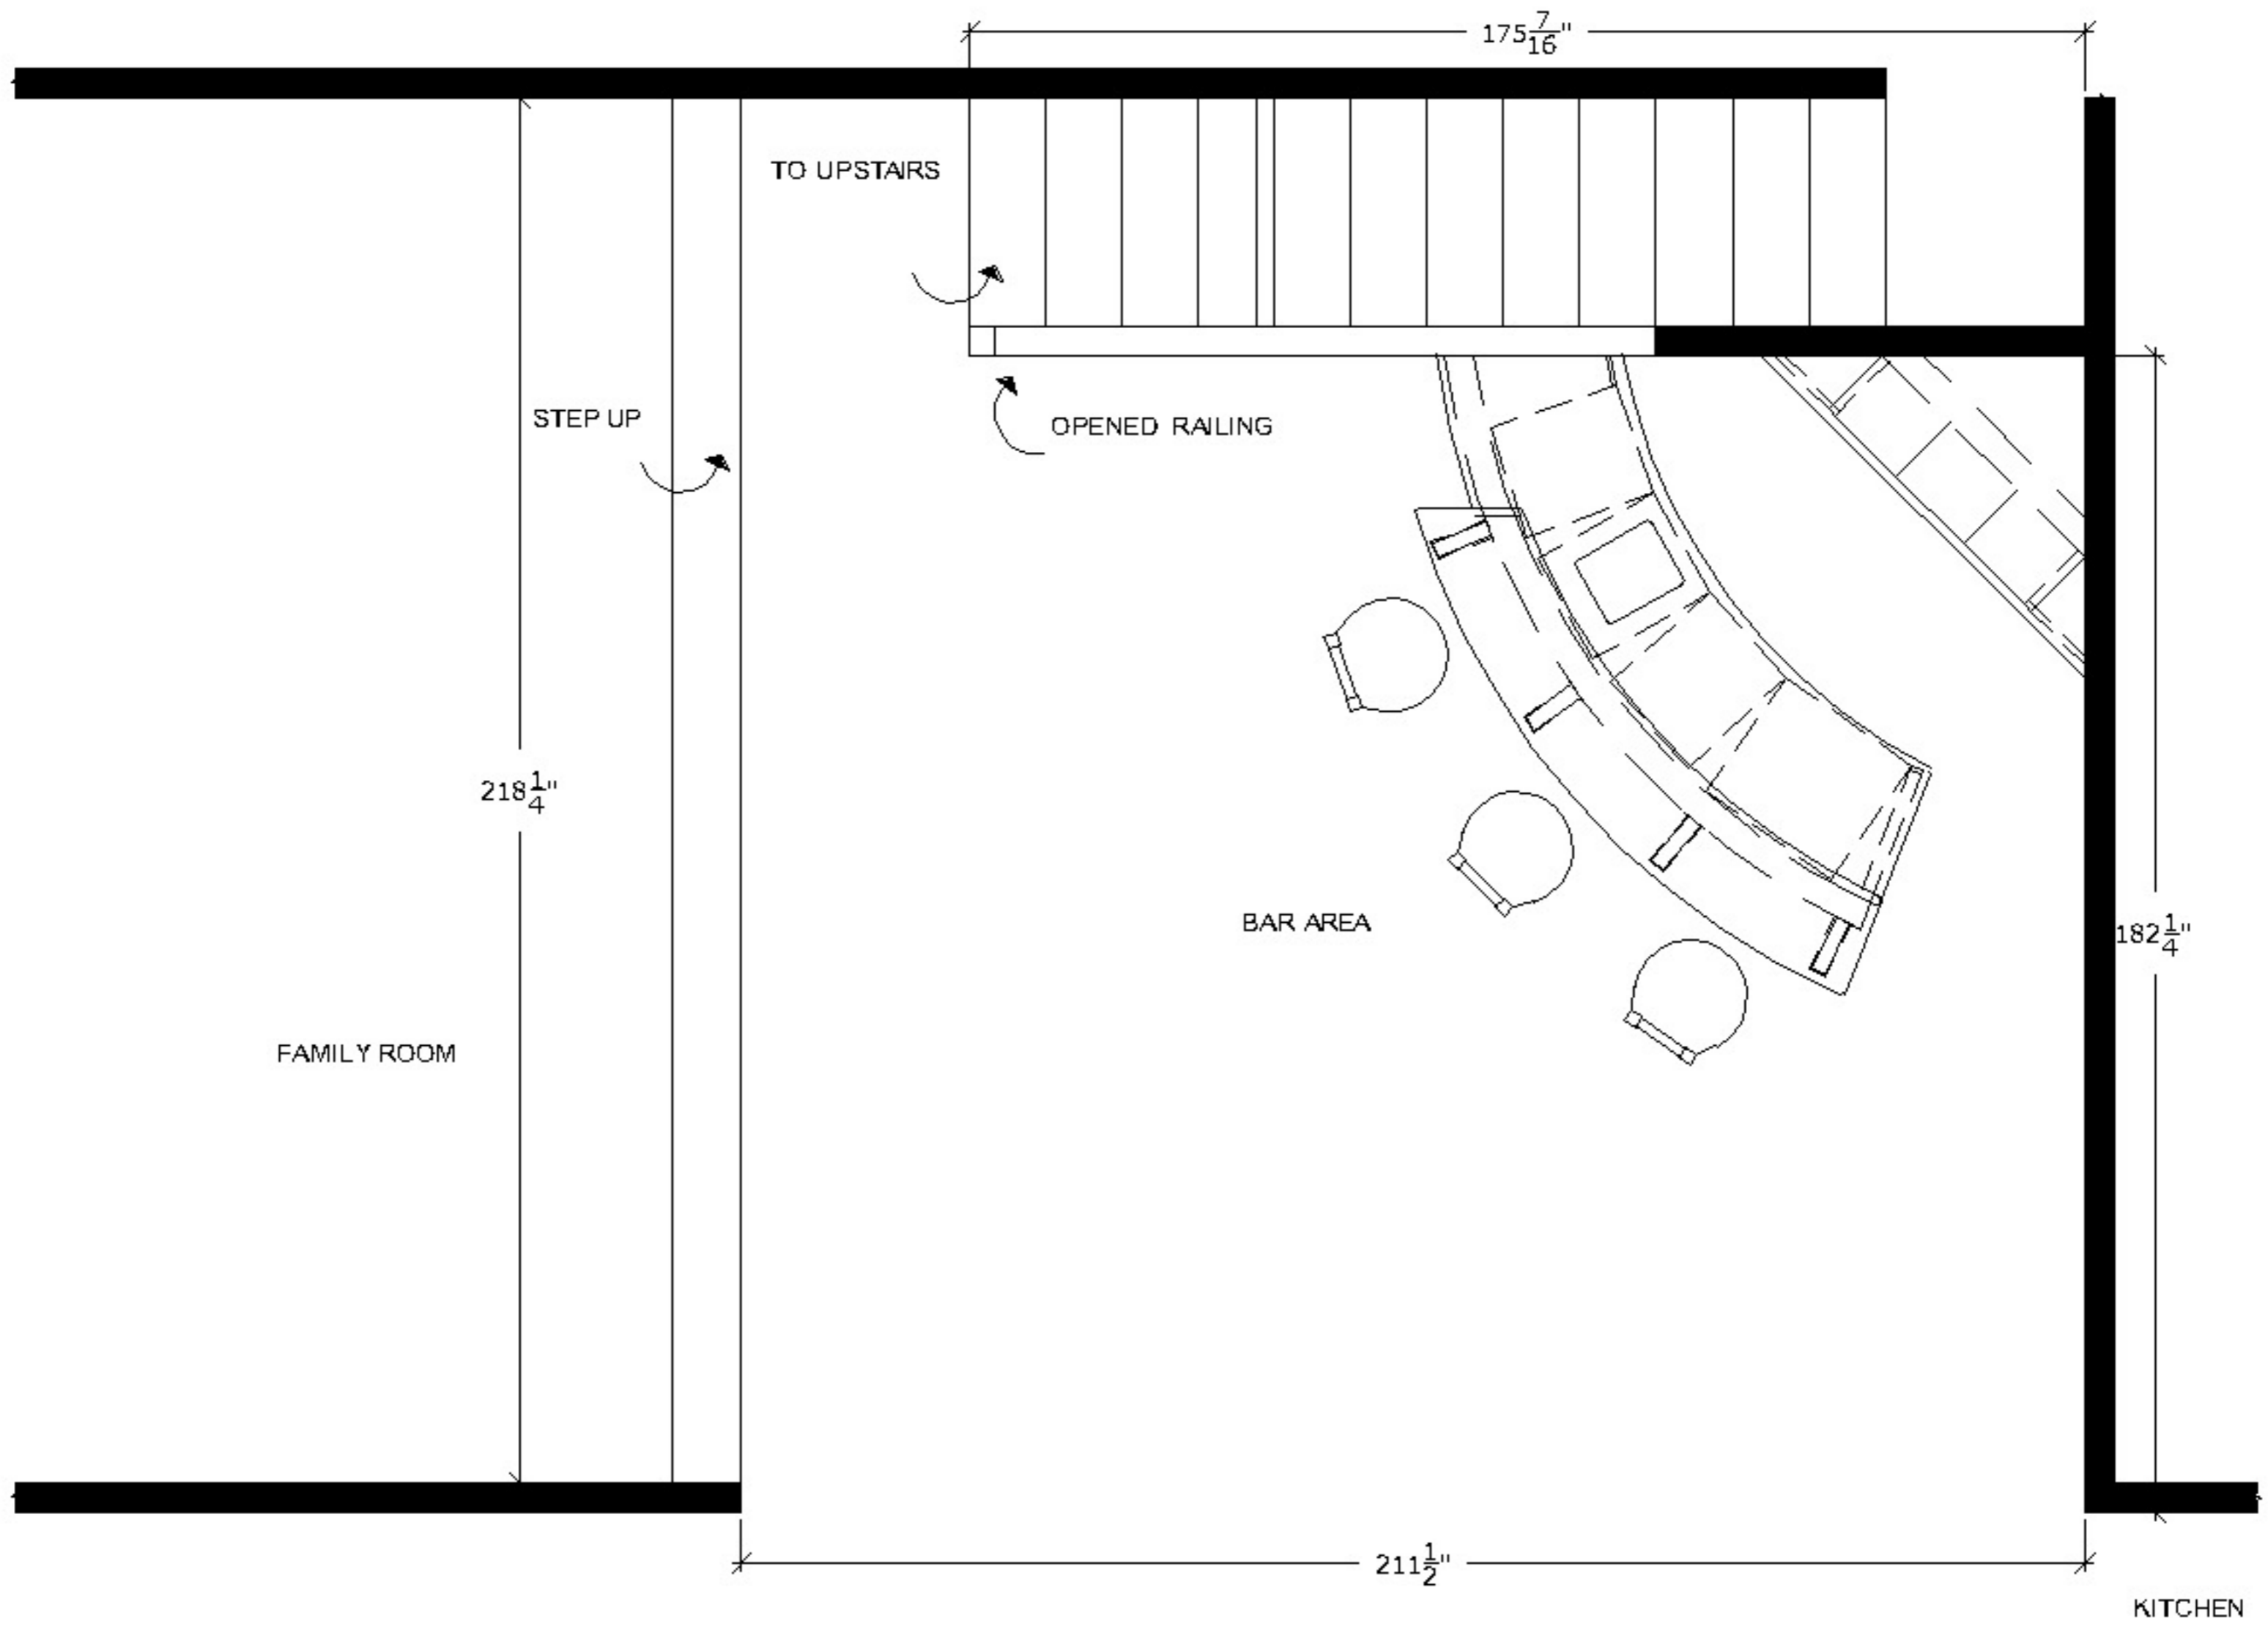 175 7/16"
TO UPSTAIRS
STEP UP
OPENED RAILING
218 1/4"
BAR AREA
182 1/4"
FAMILY ROOM
211 1/2"
KITCHEN